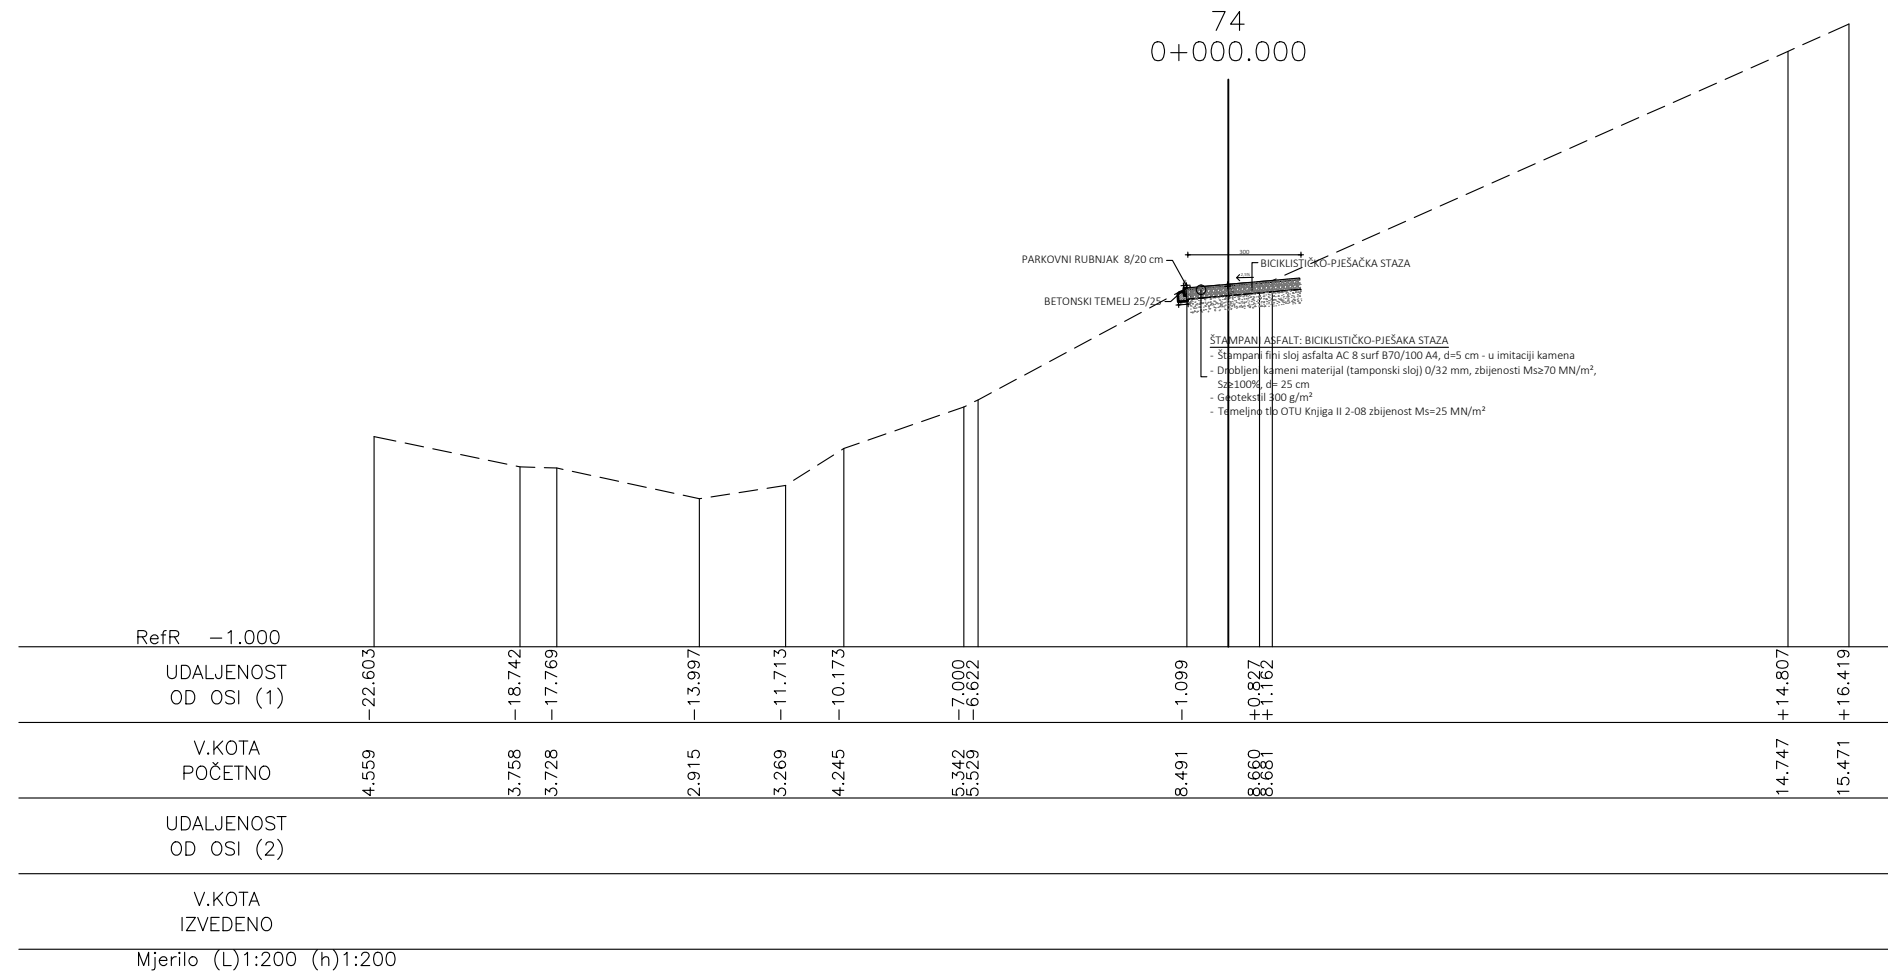 74
0+000.000
300
PARKOVNI RUBNJAK 8/20 cm
BICIKLISTIČKO-PJEŠAČKA STAZA
BETONSKI TEMELJ 25/25
ŠTAMPANI ASFALT: BICIKLISTIČKO-PJEŠAKA STAZA
- Štampani fini sloj asfalta AC 8 surf B70/100 A4, d=5 cm - u imitaciji kamena
- Drobljeni kameni materijal (tamponski sloj) 0/32 mm, zbijenosti Ms≥70 MN/m²,
Sz≥100%, d= 25 cm
- Geotekstil 300 g/m²
- Temeljno tlo OTU Knjiga II 2-08 zbijenost Ms=25 MN/m²
RefR -1.000
UDALJENOST
OD OSI (1)
-22.603
-18.742
-17.769
-13.997
-11.713
-10.173
-7.000
-6.622
-1.099
+0.827
+1.162
+14.807
+16.419
V.KOTA
POČETNO
4.559
3.758
3.728
2.915
3.269
4.245
5.342
5.529
8.491
8.660
8.681
14.747
15.471
UDALJENOST
OD OSI (2)
V.KOTA
IZVEDENO
Mjerilo (L)1:200 (h)1:200